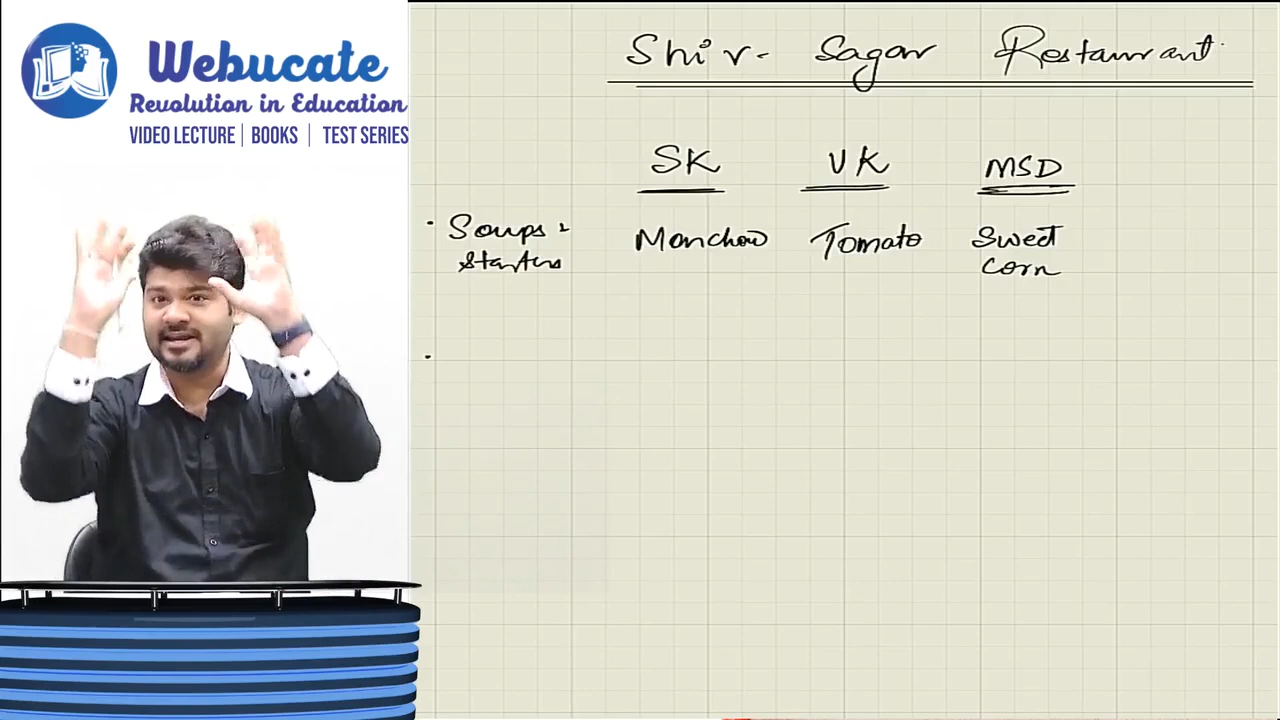 Webucate
Revolution in Education
VIDEO LECTURE | BOOKS | TEST SERIES
Shiv-Sagar Restaurant
SK VK MSD
Soups & Starters
Manchow
Tomato
Sweet corn